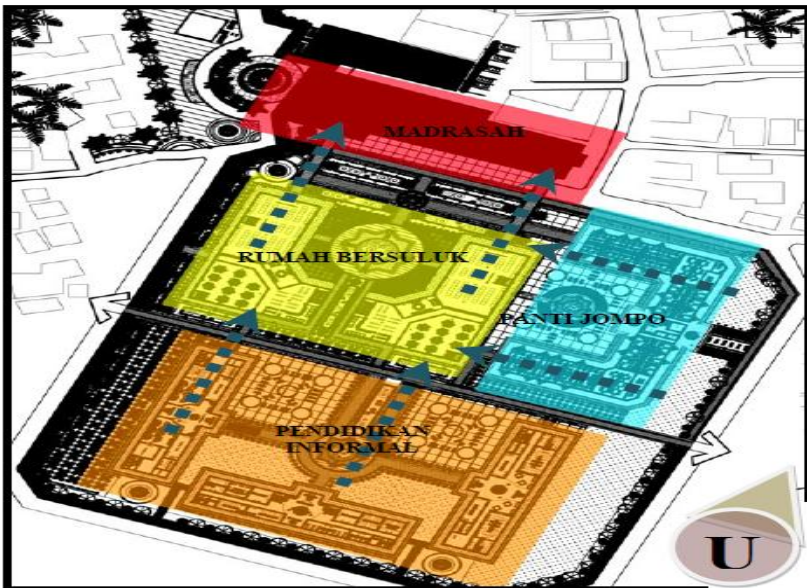 MADRASAH
RUMAH BERSULUK
PANTI JOMPO
PENDIDIKAN
INFORMAL
U